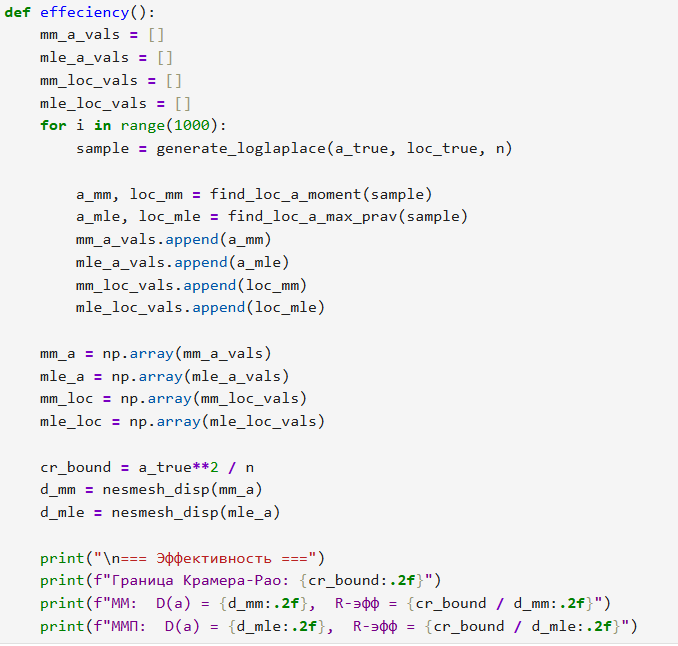 def effeciency():
    mm_a_vals = []
    mle_a_vals = []
    mm_loc_vals = []
    mle_loc_vals = []
    for i in range(1000):
        sample = generate_loglaplace(a_true, loc_true, n)

        a_mm, loc_mm = find_loc_a_moment(sample)
        a_mle, loc_mle = find_loc_a_max_prav(sample)
        mm_a_vals.append(a_mm)
        mle_a_vals.append(a_mle)
        mm_loc_vals.append(loc_mm)
        mle_loc_vals.append(loc_mle)

    mm_a = np.array(mm_a_vals)
    mle_a = np.array(mle_a_vals)
    mm_loc = np.array(mm_loc_vals)
    mle_loc = np.array(mle_loc_vals)

    cr_bound = a_true**2 / n
    d_mm = nesmesh_disp(mm_a)
    d_mle = nesmesh_disp(mle_a)

    print("\n=== Эффективность ===")
    print(f"Граница Крамера-Рао: {cr_bound:.2f}")
    print(f"ММ:  D(a) = {d_mm:.2f},  R-эфф = {cr_bound / d_mm:.2f}")
    print(f"ММП:  D(a) = {d_mle:.2f},  R-эфф = {cr_bound / d_mle:.2f}")